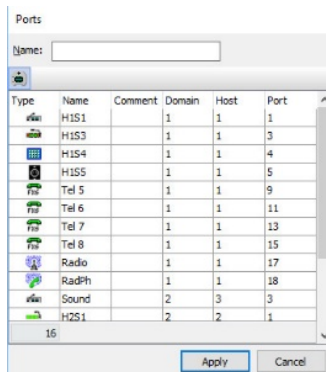 Ports
Name:
Type Name Comment Domain Host Port
H1S1 1 1 1
H1S3 1 1 3
H1S4 1 1 4
H1S5 1 1 5
Tel 5 1 1 9
Tel 6 1 1 11
Tel 7 1 1 13
Tel 8 1 1 15
Radio 1 1 17
RadPh 1 1 18
Sound 2 3 3
H2S1 2 2 1
16
Apply Cancel